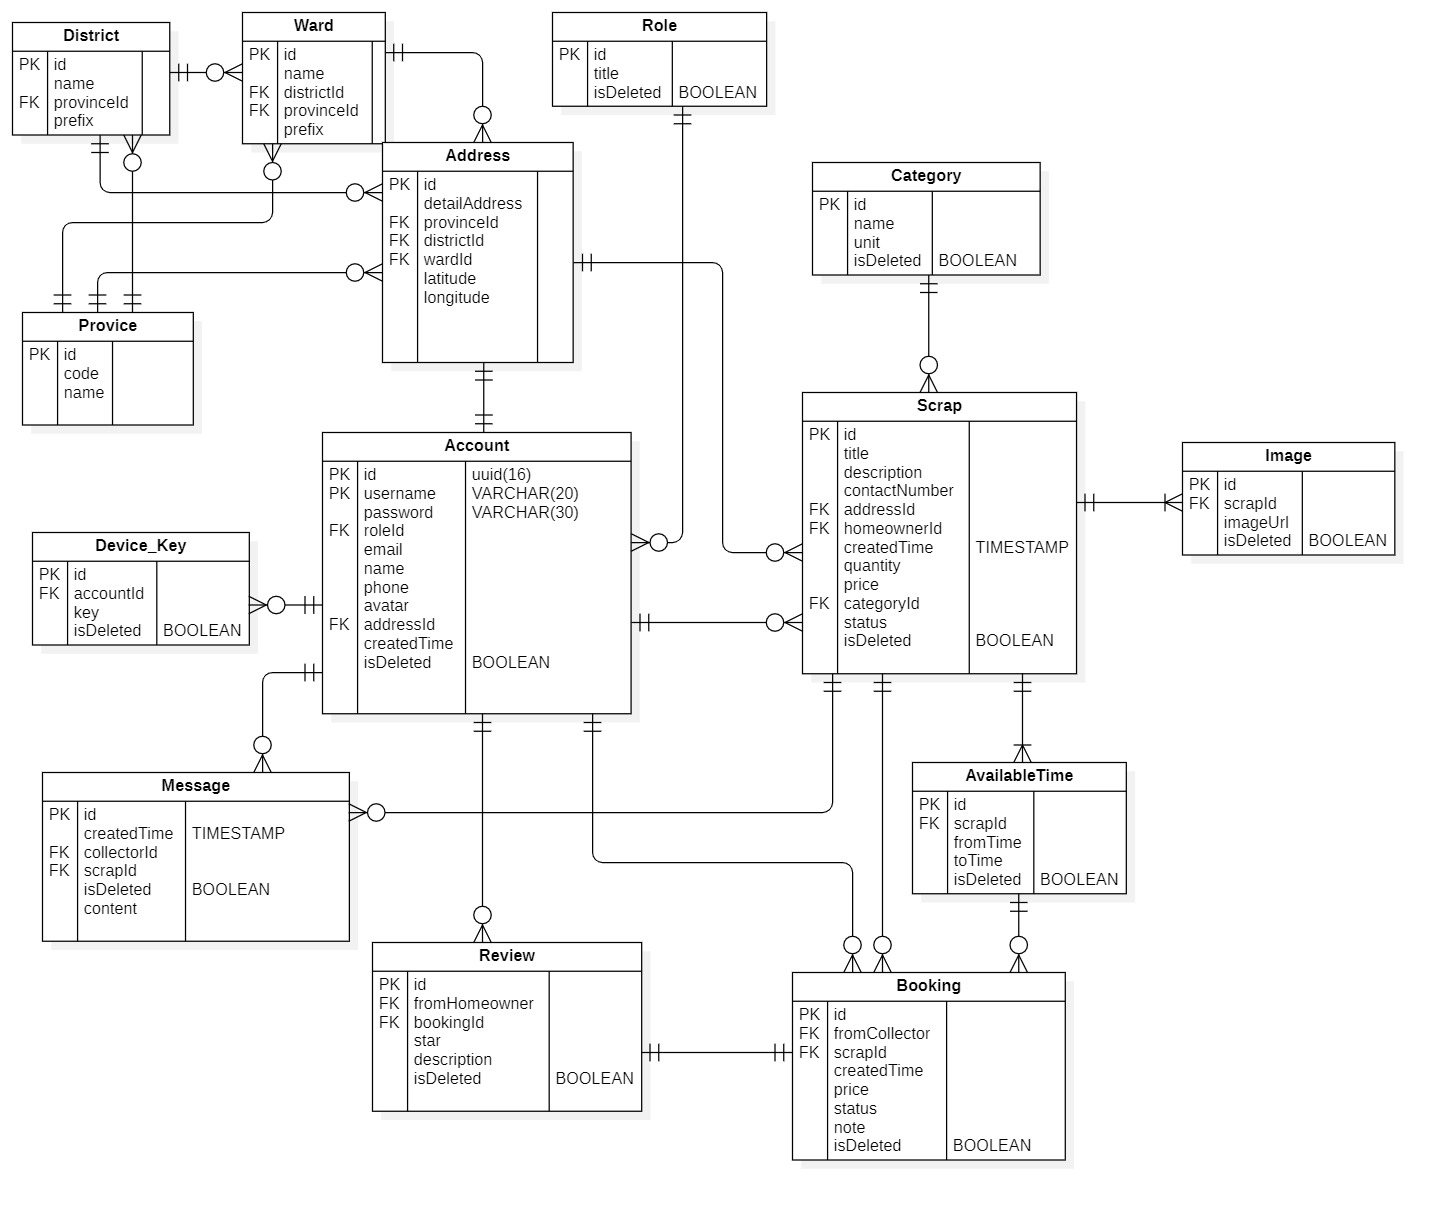 District
PK id
name
FK provinceId
prefix
Ward
PK id
name
FK districtId
FK provinceId
prefix
Role
PK id
title
isDeleted BOOLEAN
Address
PK id
detailAddress
FK provinceId
FK districtId
FK wardId
latitude
longitude
Category
PK id
name
unit
isDeleted BOOLEAN
Provice
PK id
code
name
Account
PK id uuid(16)
PK username VARCHAR(20)
password VARCHAR(30)
FK roleId
email
name
phone
avatar
FK addressId
createdTime
isDeleted BOOLEAN
Scrap
PK id
title
description
contactNumber
FK addressId
FK homeownerId
createdTime TIMESTAMP
quantity
price
FK categoryId
status
isDeleted BOOLEAN
Image
PK id
FK scrapId
imageUrl
isDeleted BOOLEAN
Device_Key
PK id
FK accountId
key
isDeleted BOOLEAN
Message
PK id
createdTime TIMESTAMP
FK collectorId
FK scrapId
isDeleted BOOLEAN
content
AvailableTime
PK id
FK scrapId
fromTime
toTime
isDeleted BOOLEAN
Review
PK id
FK fromHomeowner
FK bookingId
star
description
isDeleted BOOLEAN
Booking
PK id
FK fromCollector
FK scrapId
createdTime
price
status
note
isDeleted BOOLEAN